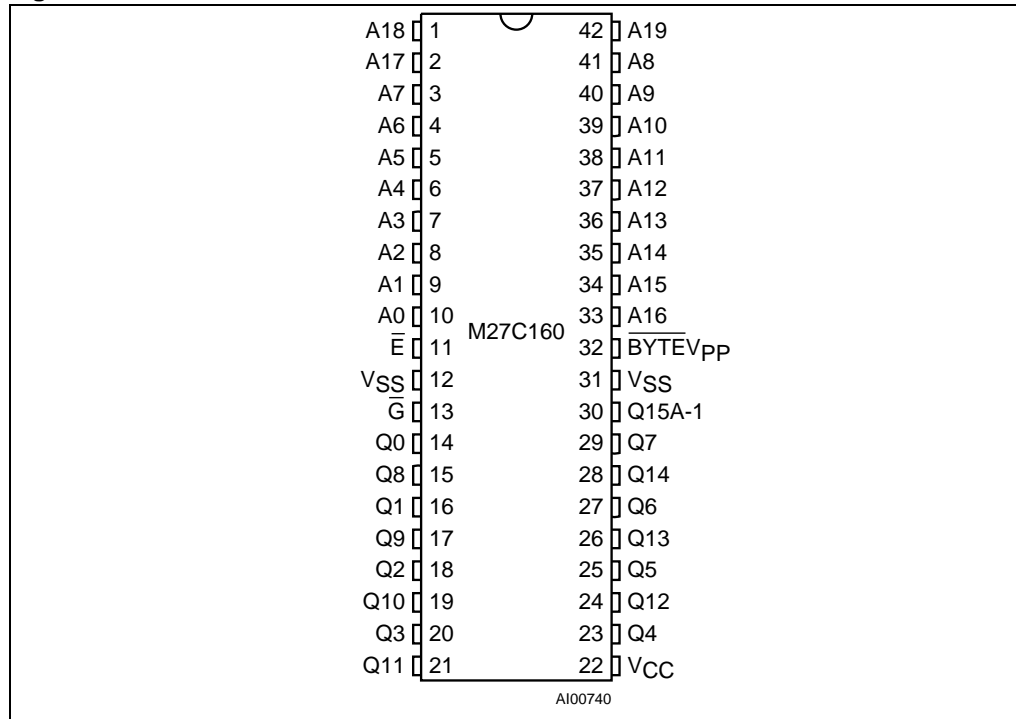 A18 1 42 A19
A17 2 41 A8
A7 3 40 A9
A6 4 39 A10
A5 5 38 A11
A4 6 37 A12
A3 7 36 A13
A2 8 35 A14
A1 9 34 A15
A0 10 33 A16
M27C160
E̅ 11 32 B̅Y̅T̅E̅VPP
VSS 12 31 VSS
G̅ 13 30 Q15A-1
Q0 14 29 Q7
Q8 15 28 Q14
Q1 16 27 Q6
Q9 17 26 Q13
Q2 18 25 Q5
Q10 19 24 Q12
Q3 20 23 Q4
Q11 21 22 VCC
AI00740